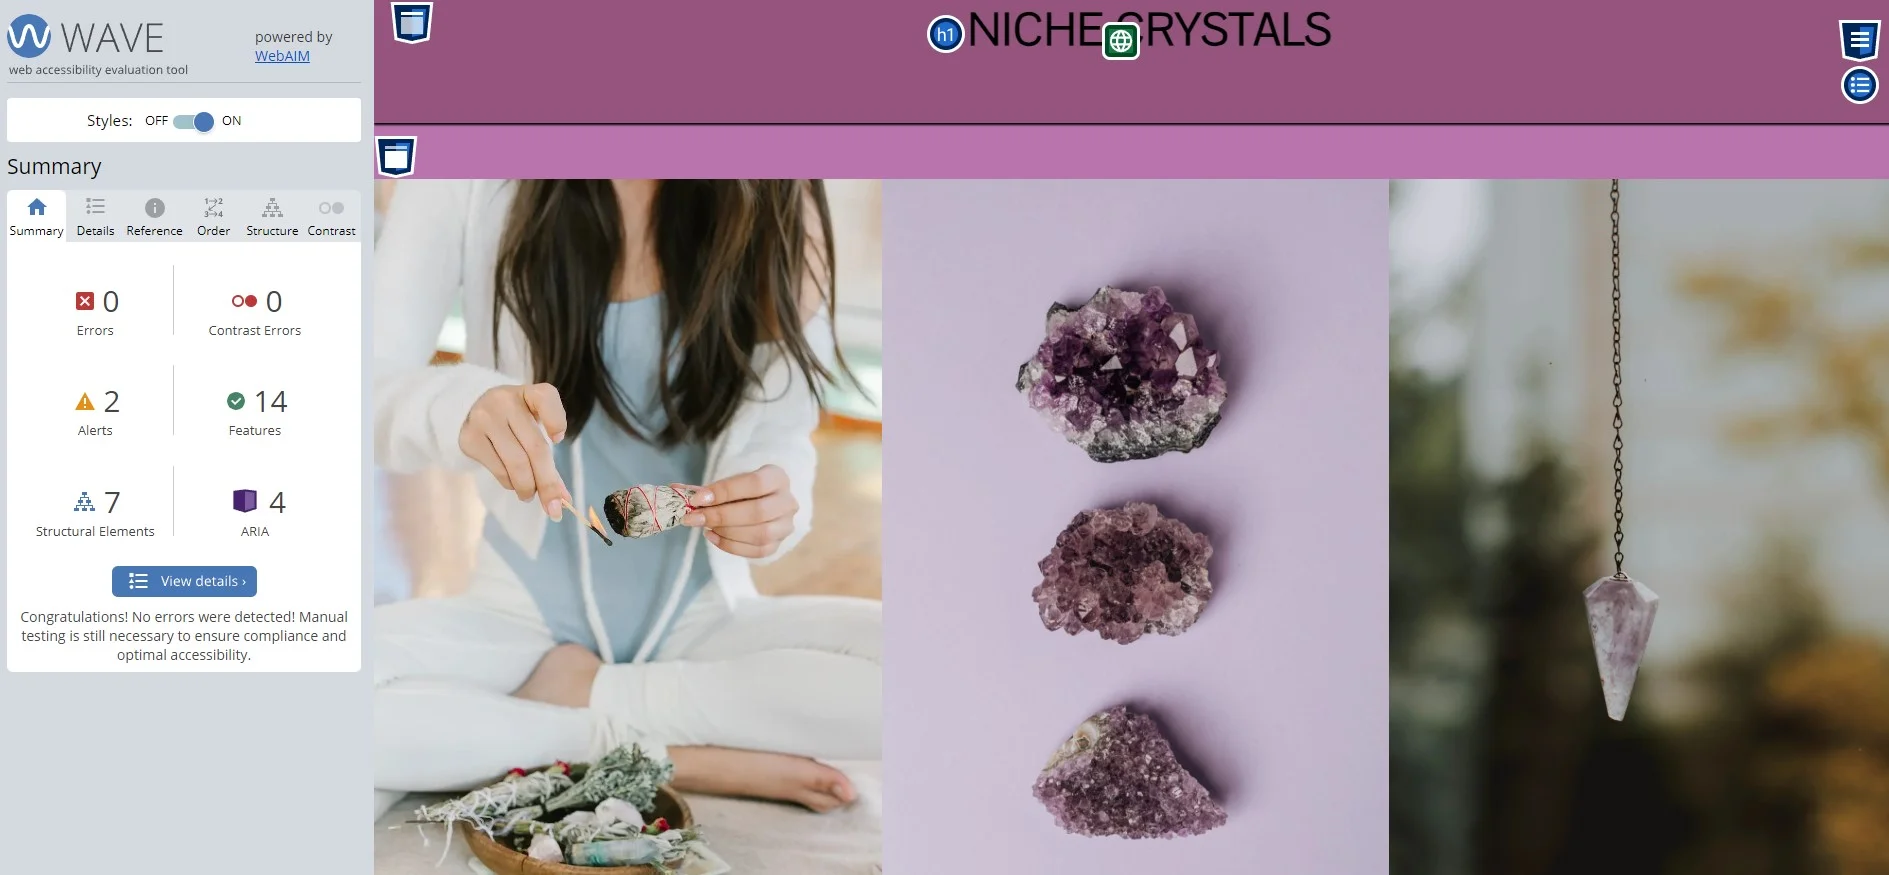 WAVE
web accessibility evaluation tool
powered by
WebAIM
Styles: OFF ON
Summary
Summary Details Reference Order Structure Contrast
0
Errors
0
Contrast Errors
2
Alerts
14
Features
7
Structural Elements
4
ARIA
View details ›
Congratulations! No errors were detected! Manual
testing is still necessary to ensure compliance and
optimal accessibility.
h1 NICHE CRYSTALS